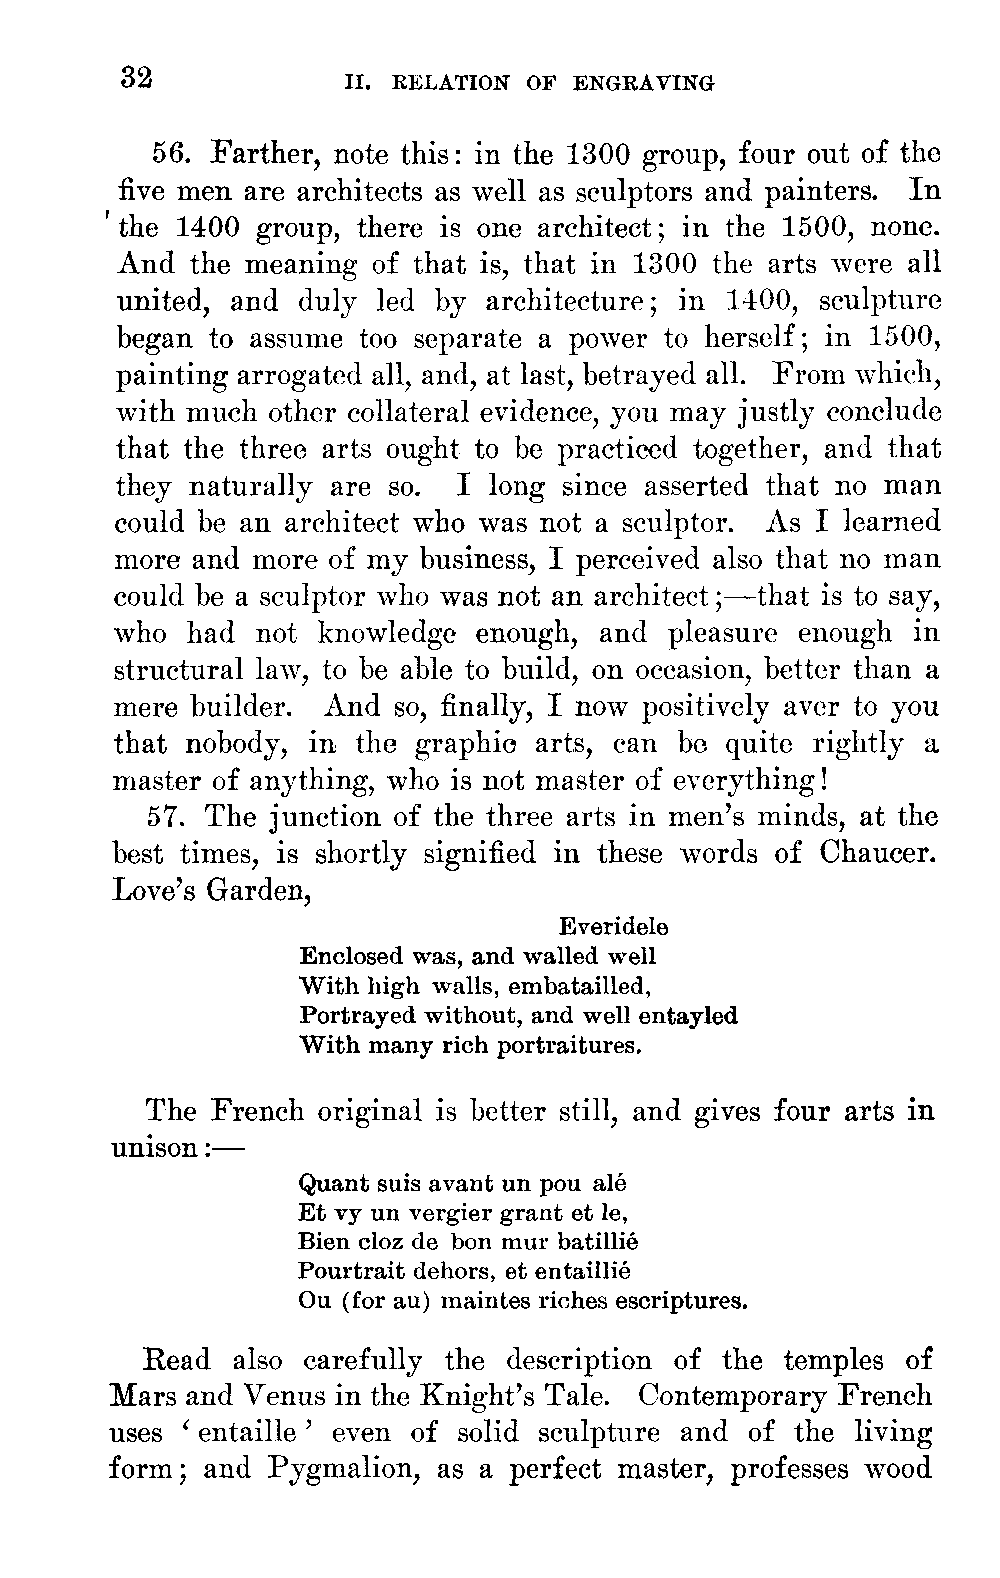 32
II. RELATION OF ENGRAVING
56. Farther, note this: in the 1300 group, four out of the
five men are architects as well as sculptors and painters. In
the 1400 group, there is one architect; in the 1500, none.
And the meaning of that is, that in 1300 the arts were all
united, and duly led by architecture; in 1400, sculpture
began to assume too separate a power to herself; in 1500,
painting arrogated all, and, at last, betrayed all. From which,
with much other collateral evidence, you may justly conclude
that the three arts ought to be practiced together, and that
they naturally are so. I long since asserted that no man
could be an architect who was not a sculptor. As I learned
more and more of my business, I perceived also that no man
could be a sculptor who was not an architect;—that is to say,
who had not knowledge enough, and pleasure enough in
structural law, to be able to build, on occasion, better than a
mere builder. And so, finally, I now positively aver to you
that nobody, in the graphic arts, can be quite rightly a
master of anything, who is not master of everything!
57. The junction of the three arts in men's minds, at the
best times, is shortly signified in these words of Chaucer.
Love's Garden,
Everidele
Enclosed was, and walled well
With high walls, embatailled,
Portrayed without, and well entayled
With many rich portraitures.
The French original is better still, and gives four arts in
unison:—
Quant suis avant un pou alé
Et vy un vergier grant et le,
Bien cloz de bon mur batillié
Pourtrait dehors, et entaillié
Ou (for au) maintes riches escriptures.
Read also carefully the description of the temples of
Mars and Venus in the Knight's Tale. Contemporary French
uses ‘entaille’ even of solid sculpture and of the living
form; and Pygmalion, as a perfect master, professes wood